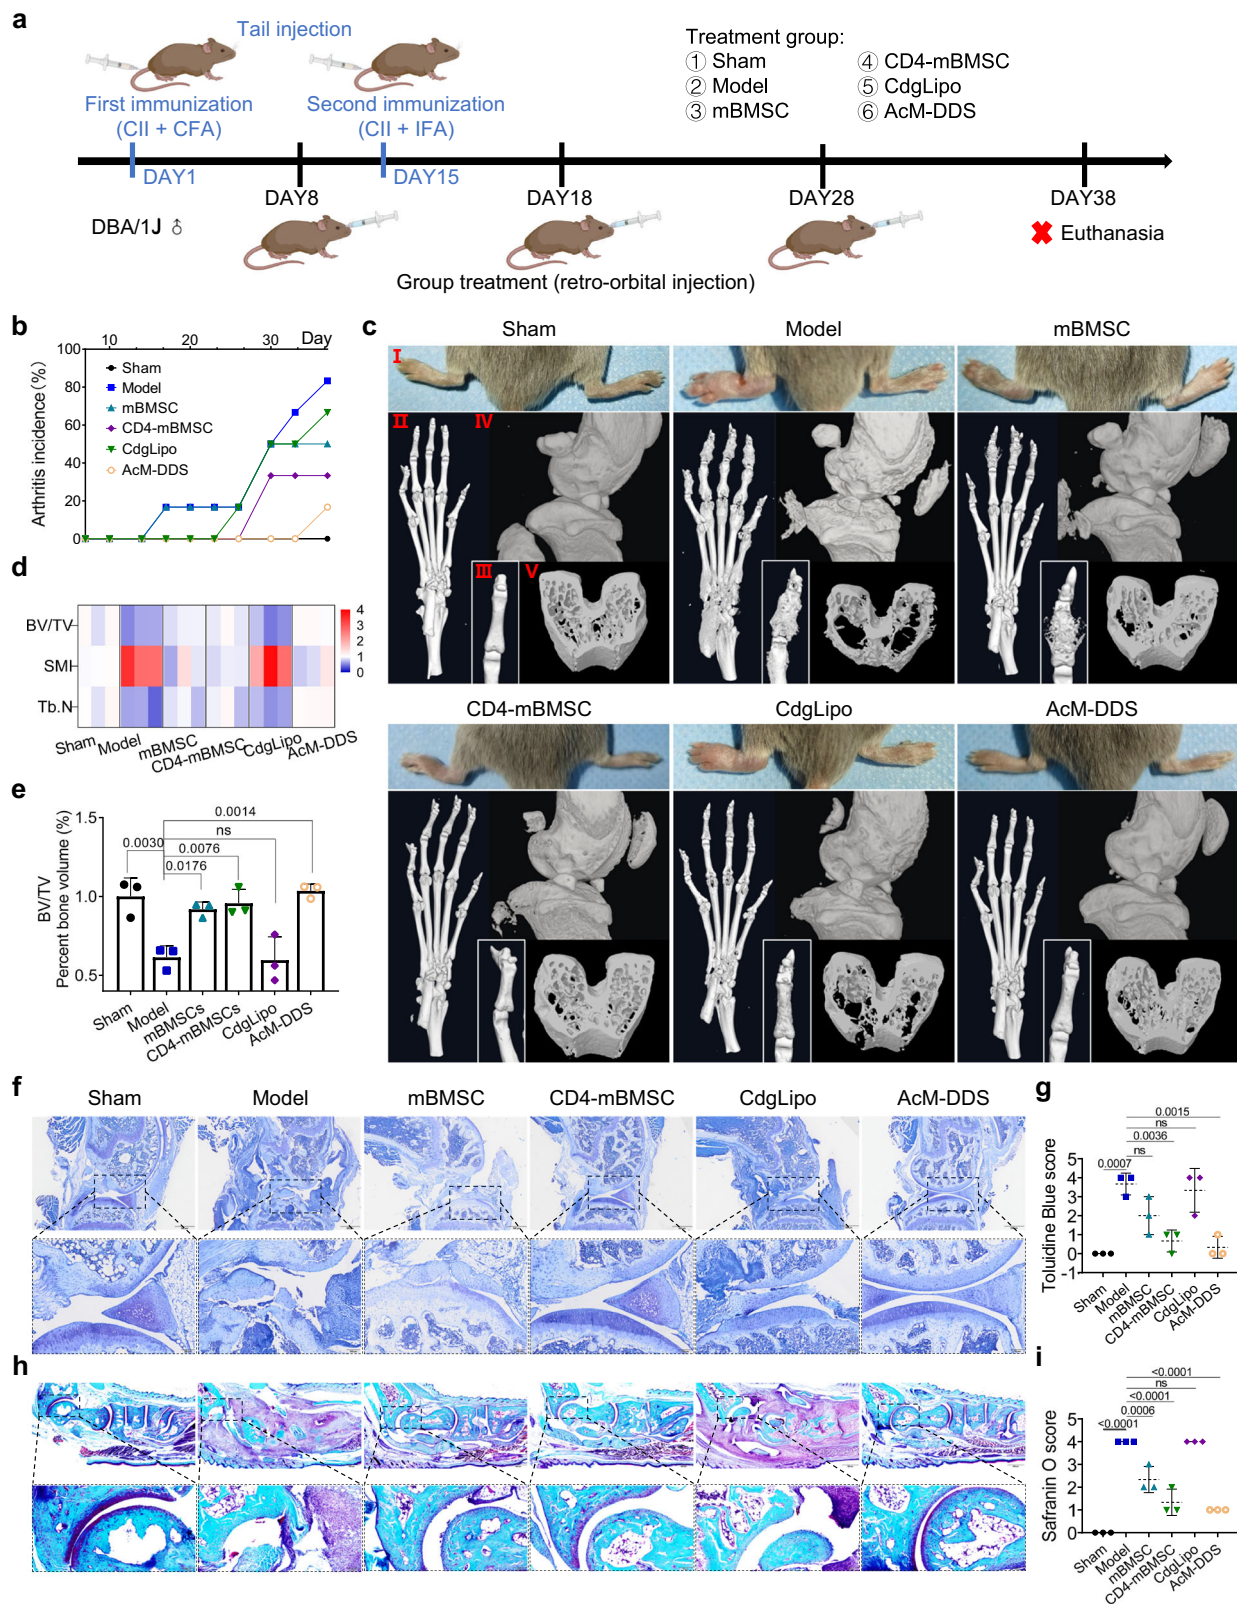 a
Tail injection
First immunization
(CII + CFA)
Second immunization
(CII + IFA)
Treatment group:
① Sham
② Model
③ mBMSC
④ CD4-mBMSC
⑤ CdgLipo
⑥ AcM-DDS
DAY1
DAY8
DAY15
DAY18
DAY28
DAY38
DBA/1J ♂
Euthanasia
Group treatment (retro-orbital injection)
b
10 20 30 Day
Arthritis incidence (%)
100
80
60
40
20
0
Sham
Model
mBMSC
CD4-mBMSC
CdgLipo
AcM-DDS
c
Sham Model mBMSC
I
II
IV
III
V
CD4-mBMSC CdgLipo AcM-DDS
d
BV/TV
SMI
Tb.N
4
3
2
1
0
Sham
Model
mBMSC
CD4-mBMSC
CdgLipo
AcM-DDS
e
BV/TV
Percent bone volume (%)
1.5
1.0
0.5
0.0014
ns
0.0030
0.0076
0.0176
Sham
Model
mBMSCs
CD4-mBMSCs
CdgLipo
AcM-DDS
f
Sham Model mBMSC CD4-mBMSC CdgLipo AcM-DDS
g
Toluidine Blue score
5
4
3
2
1
0
−1
0.0015
ns
0.0036
ns
0.0007
Sham
Model
mBMSC
CD4-mBMSC
CdgLipo
AcM-DDS
h
i
Safranin O score
5
4
3
2
1
0
<0.0001
ns
<0.0001
0.0006
<0.0001
Sham
Model
mBMSC
CD4-mBMSC
CdgLipo
AcM-DDS